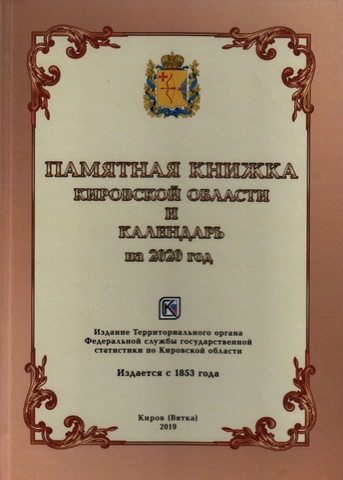 ПАМЯТНАЯ КНИЖКА
КИРОВСКОЙ ОБЛАСТИ
И
КАЛЕНДАРЬ
на 2020 год
Издание Территориального органа
Федеральной службы государственной
статистики по Кировской области
Издается с 1853 года
Киров (Вятка)
2019